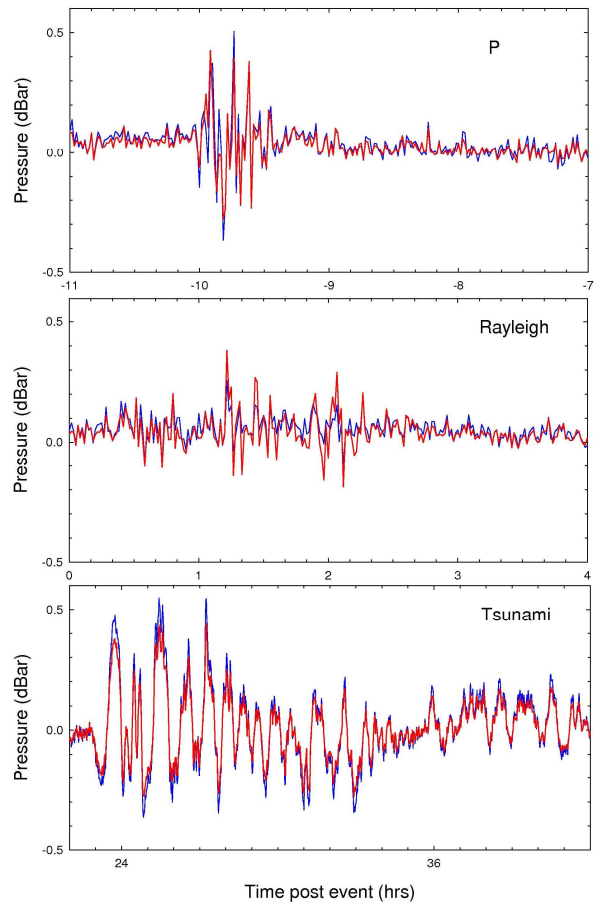 0.5
P
Pressure (dBar)
0.0
-0.5
-11 -10 -9 -8 -7
0.5
Rayleigh
Pressure (dBar)
0.0
-0.5
0 1 2 3 4
0.5
Tsunami
Pressure (dBar)
0.0
-0.5
24 36
Time post event (hrs)